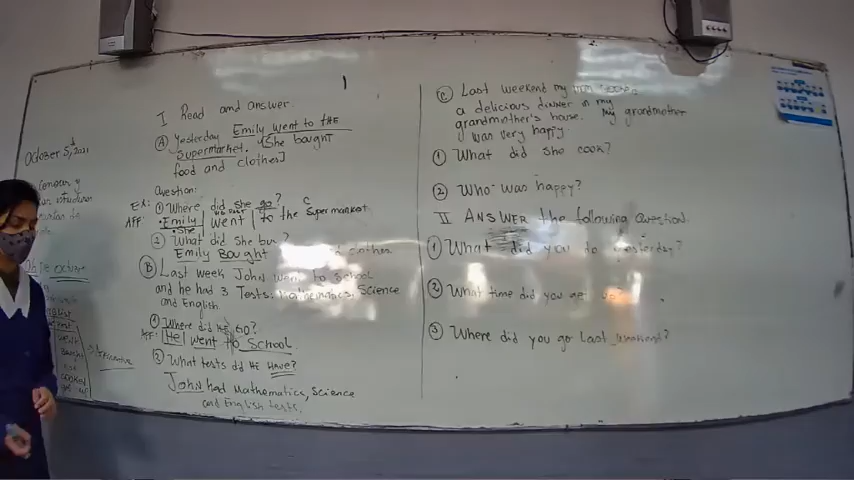 October 5, 2021
I Read and answer.
(A) Yesterday Emily went to the
supermarket. (She bought
food and clothes]
Question:
Ex: ① Where did she go?
AFF: • Emily | went | to the supermarket
• She
2 What did she buy?
Emily Bought clothes
(B) Last week John went to School
and he had 3 Tests: Mathematics, Science
and English.
① Where did HE GO?
AFF: He went to School.
② What tests did HE HAVE?
John had Mathematics, Science
and English tests.
went
Bought
cooked
get up
(C) Last weekend my mom cooked
a delicious dinner in my
grandmother's house. My grandmother
was very happy.
① What did she cook?
② Who was happy?
II Answer the following question.
① What did you do yesterday?
② What time did you get up?
③ Where did you go Last weekend?